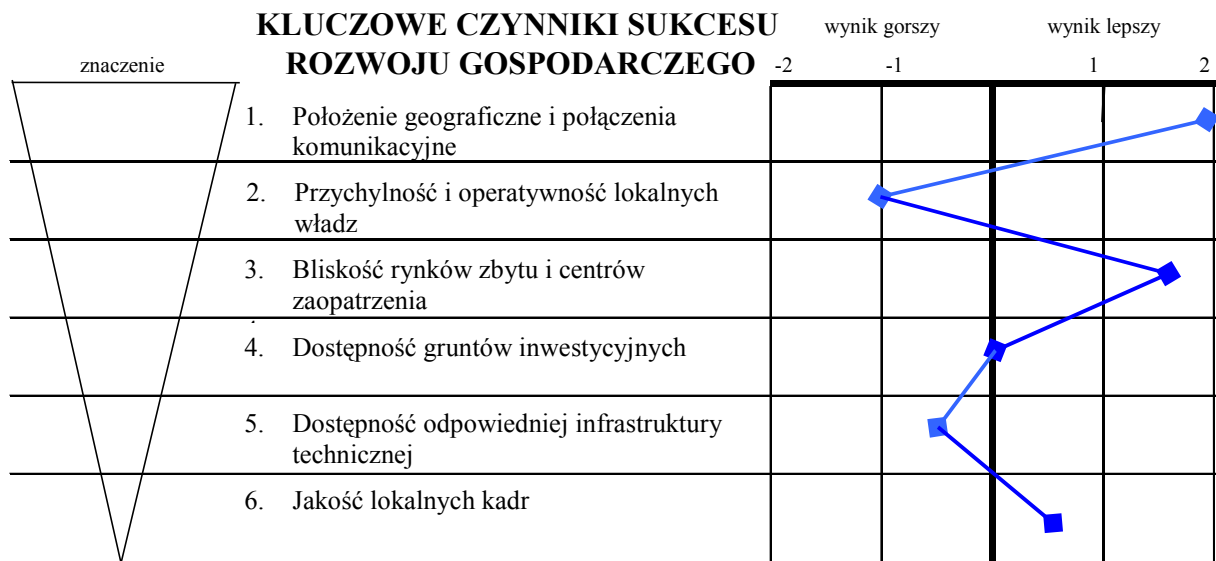 KLUCZOWE CZYNNIKI SUKCESU
ROZWOJU GOSPODARCZEGO
wynik gorszy
wynik lepszy
znaczenie
-2
-1
1
2
1. Położenie geograficzne i połączenia
komunikacyjne
2. Przychylność i operatywność lokalnych
władz
3. Bliskość rynków zbytu i centrów
zaopatrzenia
4. Dostępność gruntów inwestycyjnych
5. Dostępność odpowiedniej infrastruktury
technicznej
6. Jakość lokalnych kadr